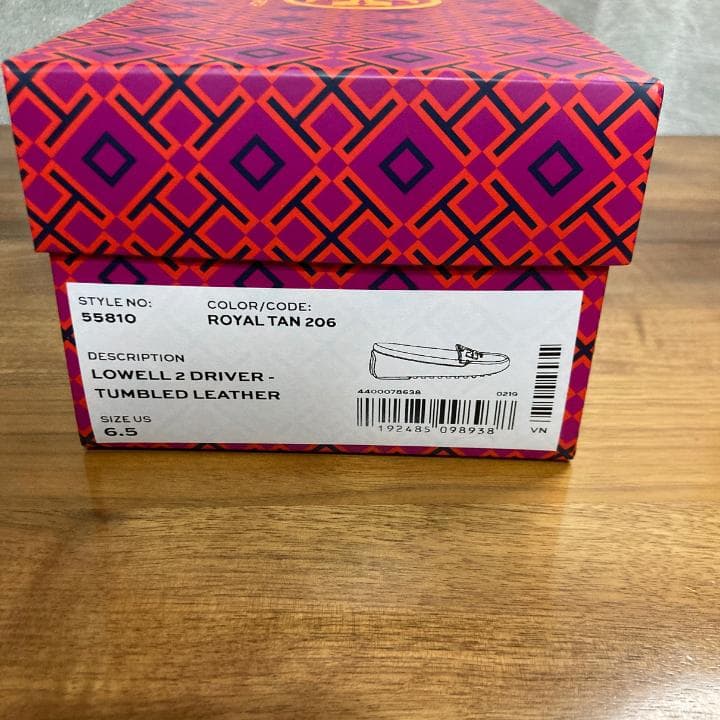 STYLE NO:
55810
COLOR/CODE:
ROYAL TAN 206
DESCRIPTION
LOWELL 2 DRIVER -
TUMBLED LEATHER
SIZE US
6.5
4400078638 0219
192485 098938
VN